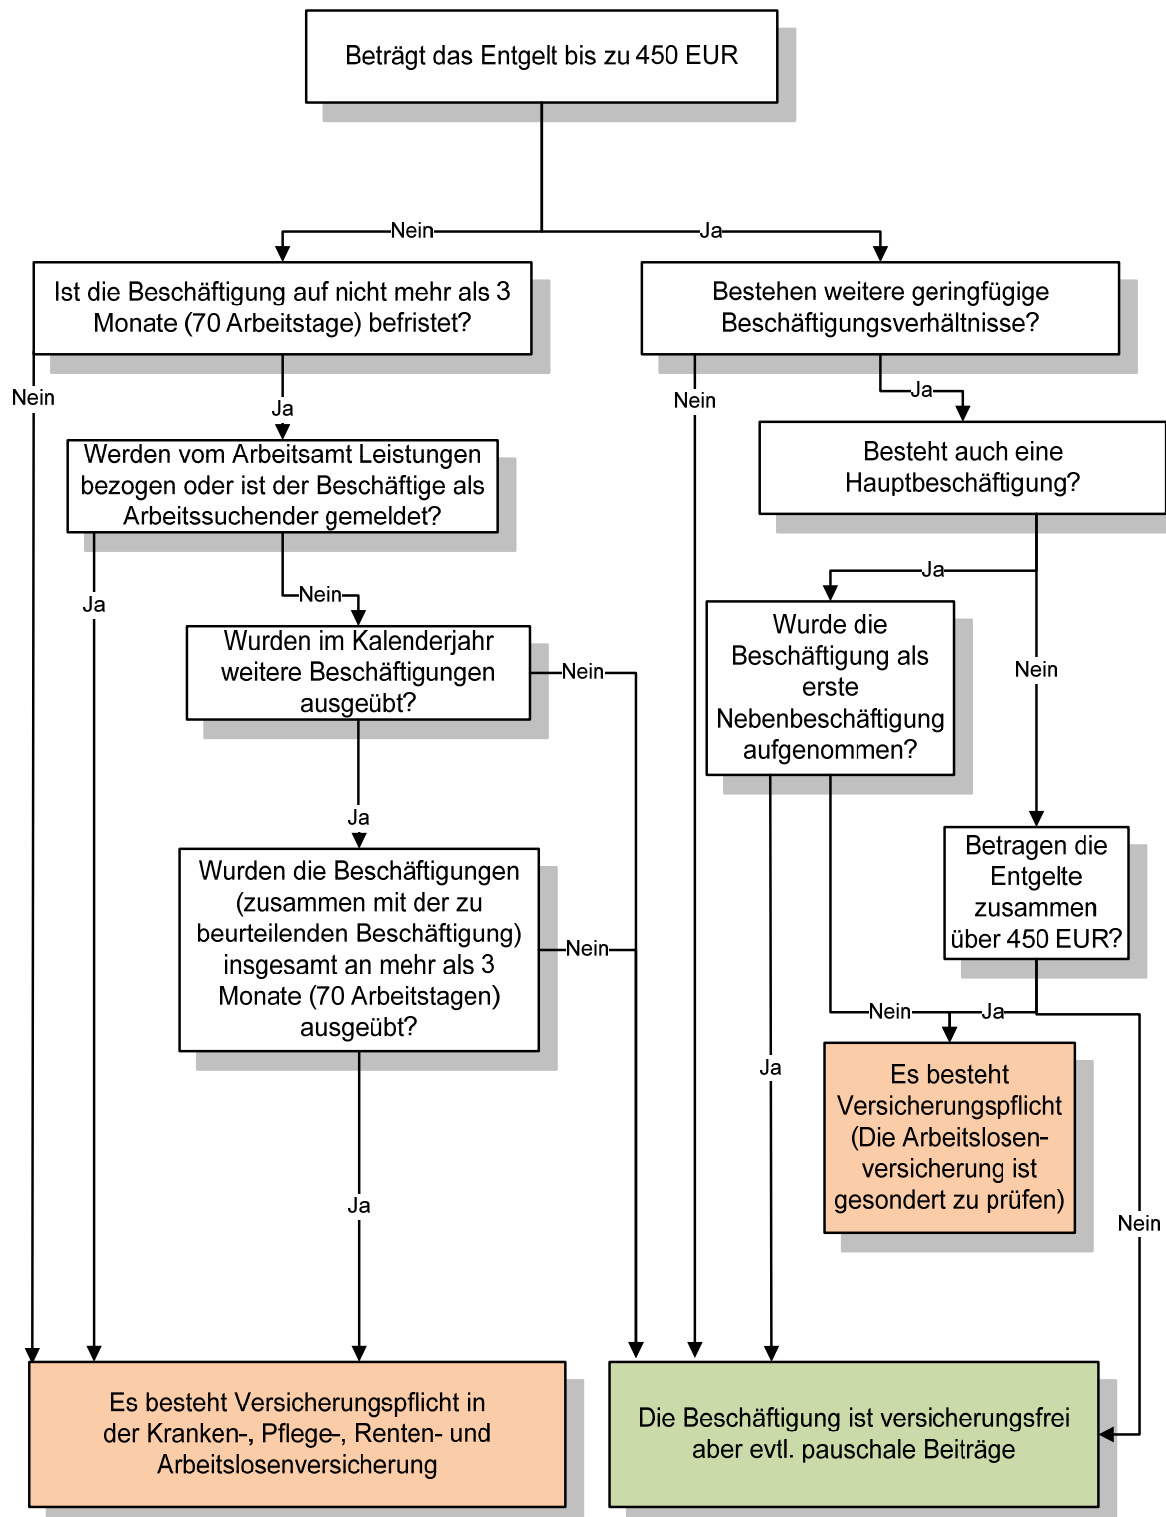 Beträgt das Entgelt bis zu 450 EUR
Nein
Ja
Ist die Beschäftigung auf nicht mehr als 3
Monate (70 Arbeitstage) befristet?
Bestehen weitere geringfügige
Beschäftigungsverhältnisse?
Nein
Ja
Nein
Ja
Werden vom Arbeitsamt Leistungen
bezogen oder ist der Beschäftige als
Arbeitssuchender gemeldet?
Besteht auch eine
Hauptbeschäftigung?
Ja
Nein
Ja
Nein
Wurden im Kalenderjahr
weitere Beschäftigungen
ausgeübt?
Nein
Wurde die
Beschäftigung als
erste
Nebenbeschäftigung
aufgenommen?
Ja
Wurden die Beschäftigungen
(zusammen mit der zu
beurteilenden Beschäftigung)
insgesamt an mehr als 3
Monate (70 Arbeitstagen)
ausgeübt?
Nein
Betragen die
Entgelte
zusammen
über 450 EUR?
Nein
Ja
Ja
Es besteht
Versicherungspflicht
(Die Arbeitslosen-
versicherung ist
gesondert zu prüfen)
Ja
Nein
Es besteht Versicherungspflicht in
der Kranken-, Pflege-, Renten- und
Arbeitslosenversicherung
Die Beschäftigung ist versicherungsfrei
aber evtl. pauschale Beiträge